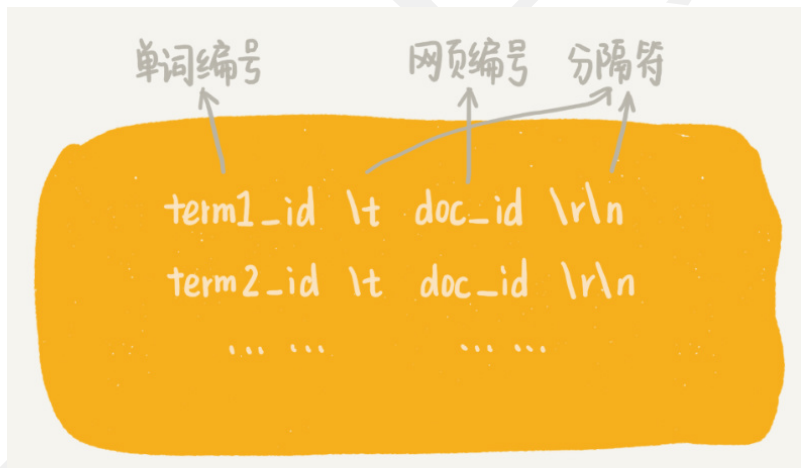 单词编号 网页编号 分隔符
term1_id \t doc_id \r\n
term2_id \t doc_id \r\n
... ... ... ...